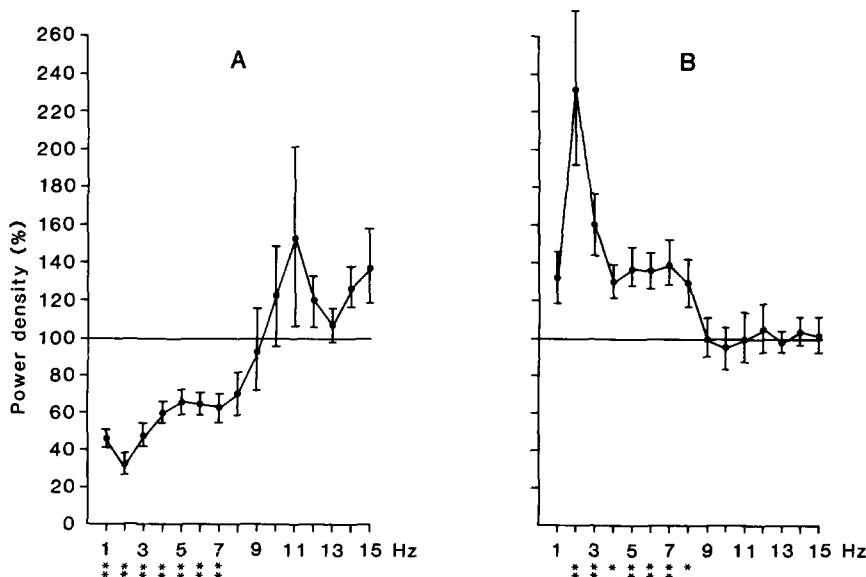 260
240
220
200
180
160
140
120
100
80
60
40
20
0
Power density (%)
A
1 3 5 7 9 11 13 15 Hz
** ** ** ** ** ** **
B
1 3 5 7 9 11 13 15 Hz
** ** * ** ** ** *